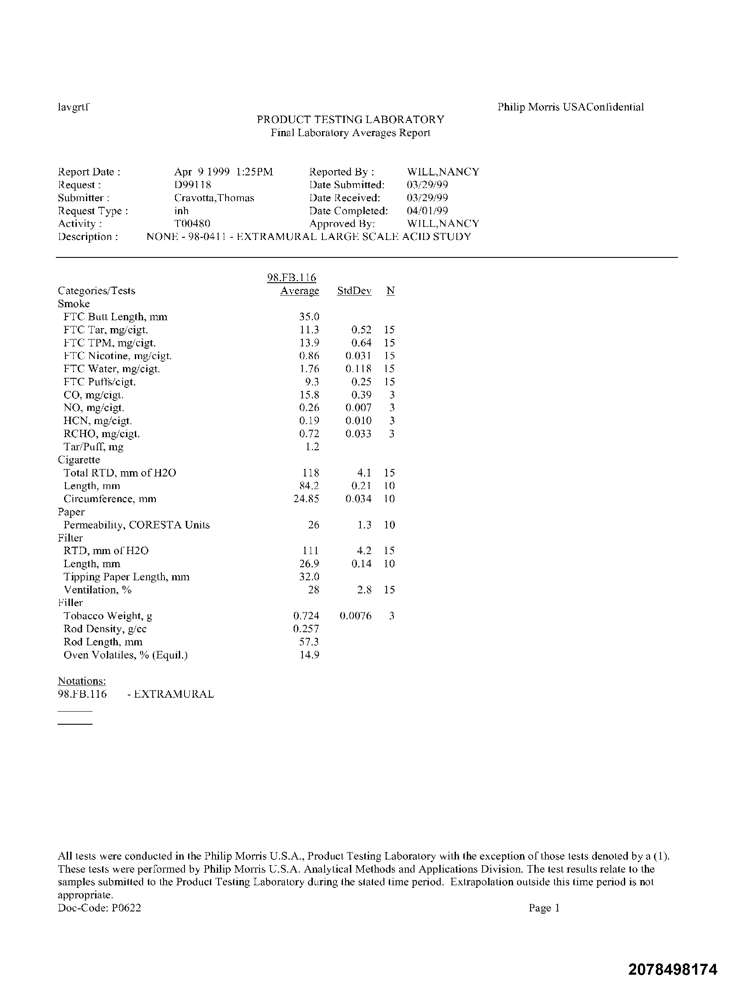 lavgrtf Philip Morris USAConfidential
PRODUCT TESTING LABORATORY
Final Laboratory Averages Report
Report Date : Apr 9 1999 1:25PM Reported By : WILL,NANCY
Request : D99118 Date Submitted: 03/29/99
Submitter : Cravotta,Thomas Date Received: 03/29/99
Request Type : inh Date Completed: 04/01/99
Activity : T00480 Approved By: WILL,NANCY
Description : NONE - 98-0411 - EXTRAMURAL LARGE SCALE ACID STUDY
98.FB.116
Categories/Tests Average StdDev N
Smoke
FTC Butt Length, mm 35.0
FTC Tar, mg/cigt. 11.3 0.52 15
FTC TPM, mg/cigt. 13.9 0.64 15
FTC Nicotine, mg/cigt. 0.86 0.031 15
FTC Water, mg/cigt. 1.76 0.118 15
FTC Puffs/cigt. 9.3 0.25 15
CO, mg/cigt. 15.8 0.39 3
NO, mg/cigt. 0.26 0.007 3
HCN, mg/cigt. 0.19 0.010 3
RCHO, mg/cigt. 0.72 0.033 3
Tar/Puff, mg 1.2
Cigarette
Total RTD, mm of H2O 118 4.1 15
Length, mm 84.2 0.21 10
Circumference, mm 24.85 0.034 10
Paper
Permeability, CORESTA Units 26 1.3 10
Filter
RTD, mm of H2O 111 4.2 15
Length, mm 26.9 0.14 10
Tipping Paper Length, mm 32.0
Ventilation, % 28 2.8 15
Filler
Tobacco Weight, g 0.724 0.0076 3
Rod Density, g/cc 0.257
Rod Length, mm 57.3
Oven Volatiles, % (Equil.) 14.9
Notations:
98.FB.116 - EXTRAMURAL
All tests were conducted in the Philip Morris U.S.A., Product Testing Laboratory with the exception of those tests denoted by a (1).
These tests were performed by Philip Morris U.S.A. Analytical Methods and Applications Division. The test results relate to the
samples submitted to the Product Testing Laboratory during the stated time period. Extrapolation outside this time period is not
appropriate.
Doc-Code: P0622 Page 1
2078498174